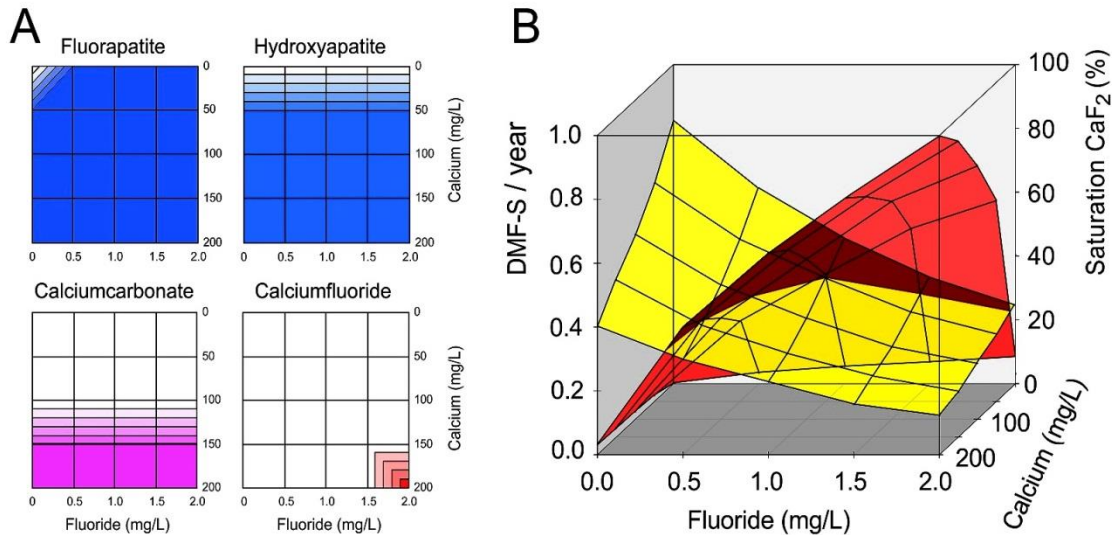 A
Fluorapatite
Hydroxyapatite
0
50
100
150
200
Calcium (mg/L)
0 0.5 1.0 1.5 2.0
0
50
100
150
200
0 0.5 1.0 1.5 2.0
Calciumcarbonate
Calciumfluoride
0
50
100
150
200
Calcium (mg/L)
0 0.5 1.0 1.5 2.0
Fluoride (mg/L)
0
50
100
150
200
0 0.5 1.0 1.5 2.0
Fluoride (mg/L)
B
DMF-S / year
1.0
0.8
0.6
0.4
0.2
0.0
0.0 0.5 1.0 1.5 2.0
Fluoride (mg/L)
100
80
60
40
20
0
Saturation CaF₂ (%)
100
200
Calcium (mg/L)